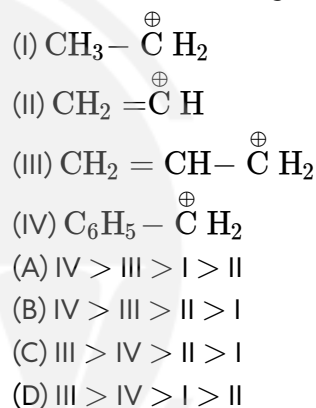 (I) CH₃− C⊕ H₂
(II) CH₂ =C⊕ H
(III) CH₂ = CH− C⊕ H₂
(IV) C₆H₅− C⊕ H₂
(A) IV > III > I > II
(B) IV > III > II > I
(C) III > IV > II > I
(D) III > IV > I > II